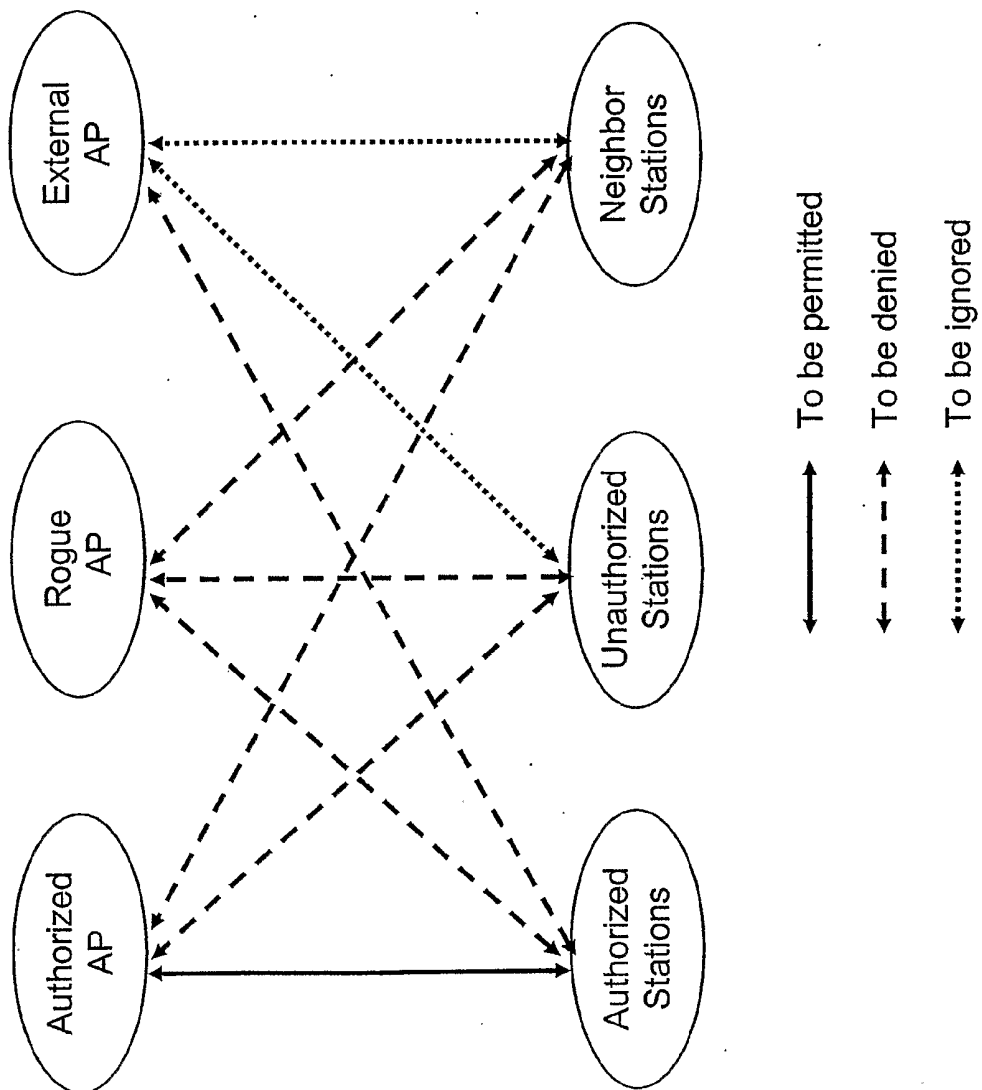 Authorized
AP
Rogue
AP
External
AP
Authorized
Stations
Unauthorized
Stations
Neighbor
Stations
To be permitted
To be denied
To be ignored